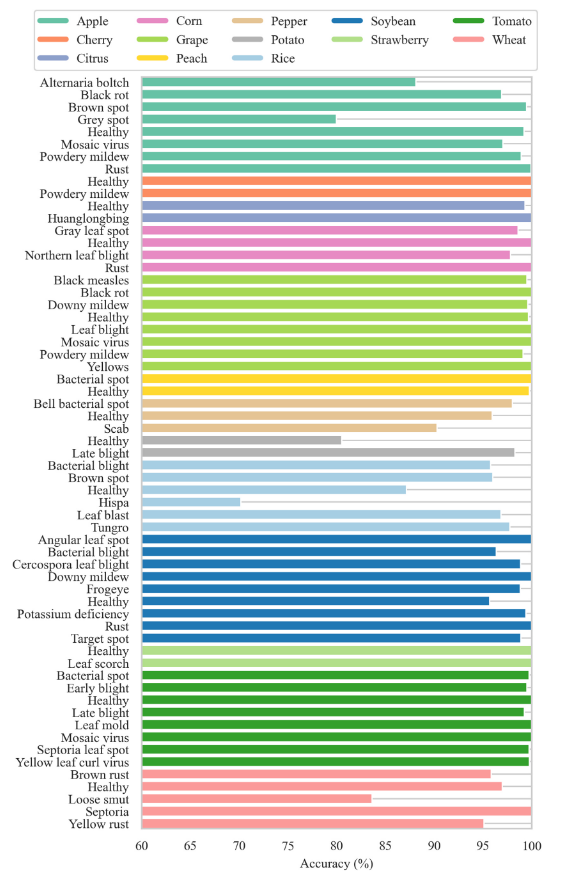 Apple Corn Pepper Soybean Tomato
Cherry Grape Potato Strawberry Wheat
Citrus Peach Rice
Alternaria boltch
Black rot
Brown spot
Grey spot
Healthy
Mosaic virus
Powdery mildew
Rust
Healthy
Powdery mildew
Healthy
Huanglongbing
Gray leaf spot
Healthy
Northern leaf blight
Rust
Black measles
Black rot
Downy mildew
Healthy
Leaf blight
Mosaic virus
Powdery mildew
Yellows
Bacterial spot
Healthy
Bell bacterial spot
Healthy
Scab
Healthy
Late blight
Bacterial blight
Brown spot
Healthy
Hispa
Leaf blast
Tungro
Angular leaf spot
Bacterial blight
Cercospora leaf blight
Downy mildew
Frogeye
Healthy
Potassium deficiency
Rust
Target spot
Healthy
Leaf scorch
Bacterial spot
Early blight
Healthy
Late blight
Leaf mold
Mosaic virus
Septoria leaf spot
Yellow leaf curl virus
Brown rust
Healthy
Loose smut
Septoria
Yellow rust
60 65 70 75 80 85 90 95 100
Accuracy (%)